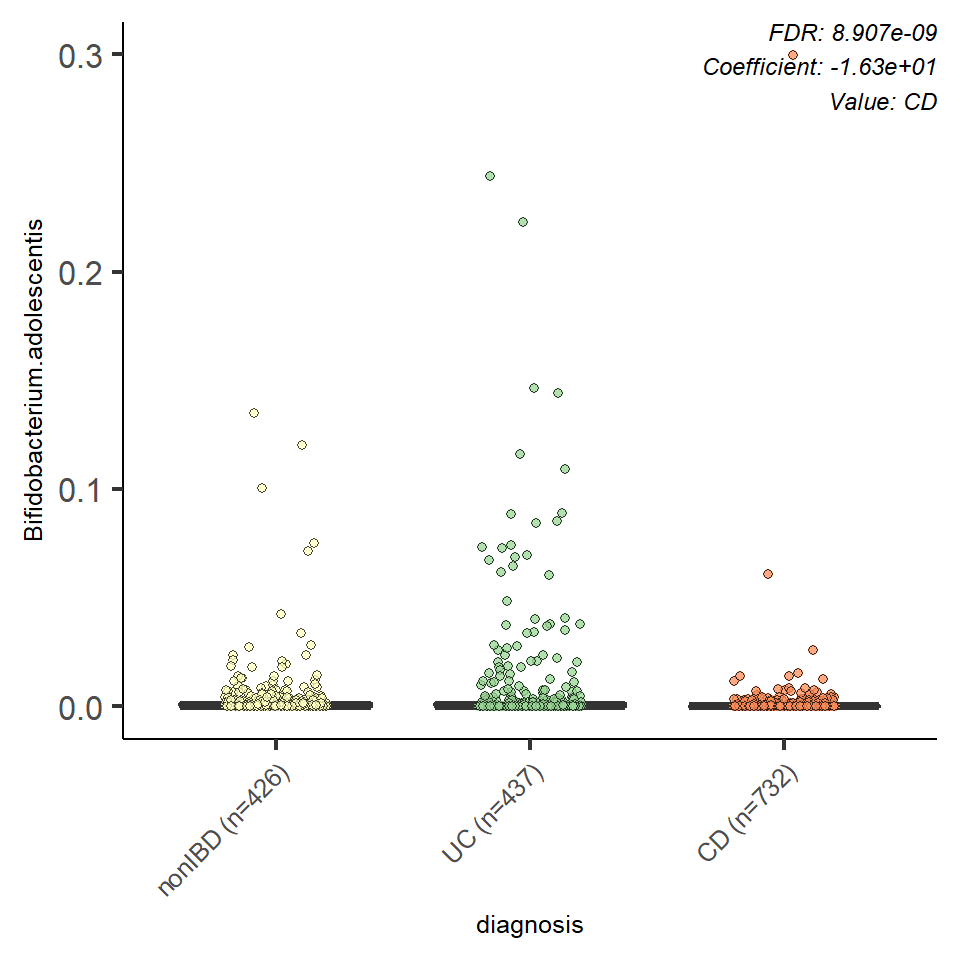 FDR: 8.907e-09
Coefficient: -1.63e+01
Value: CD
Bifidobacterium.adolescentis
0.3
0.2
0.1
0.0
nonIBD (n=426)
UC (n=437)
CD (n=732)
diagnosis